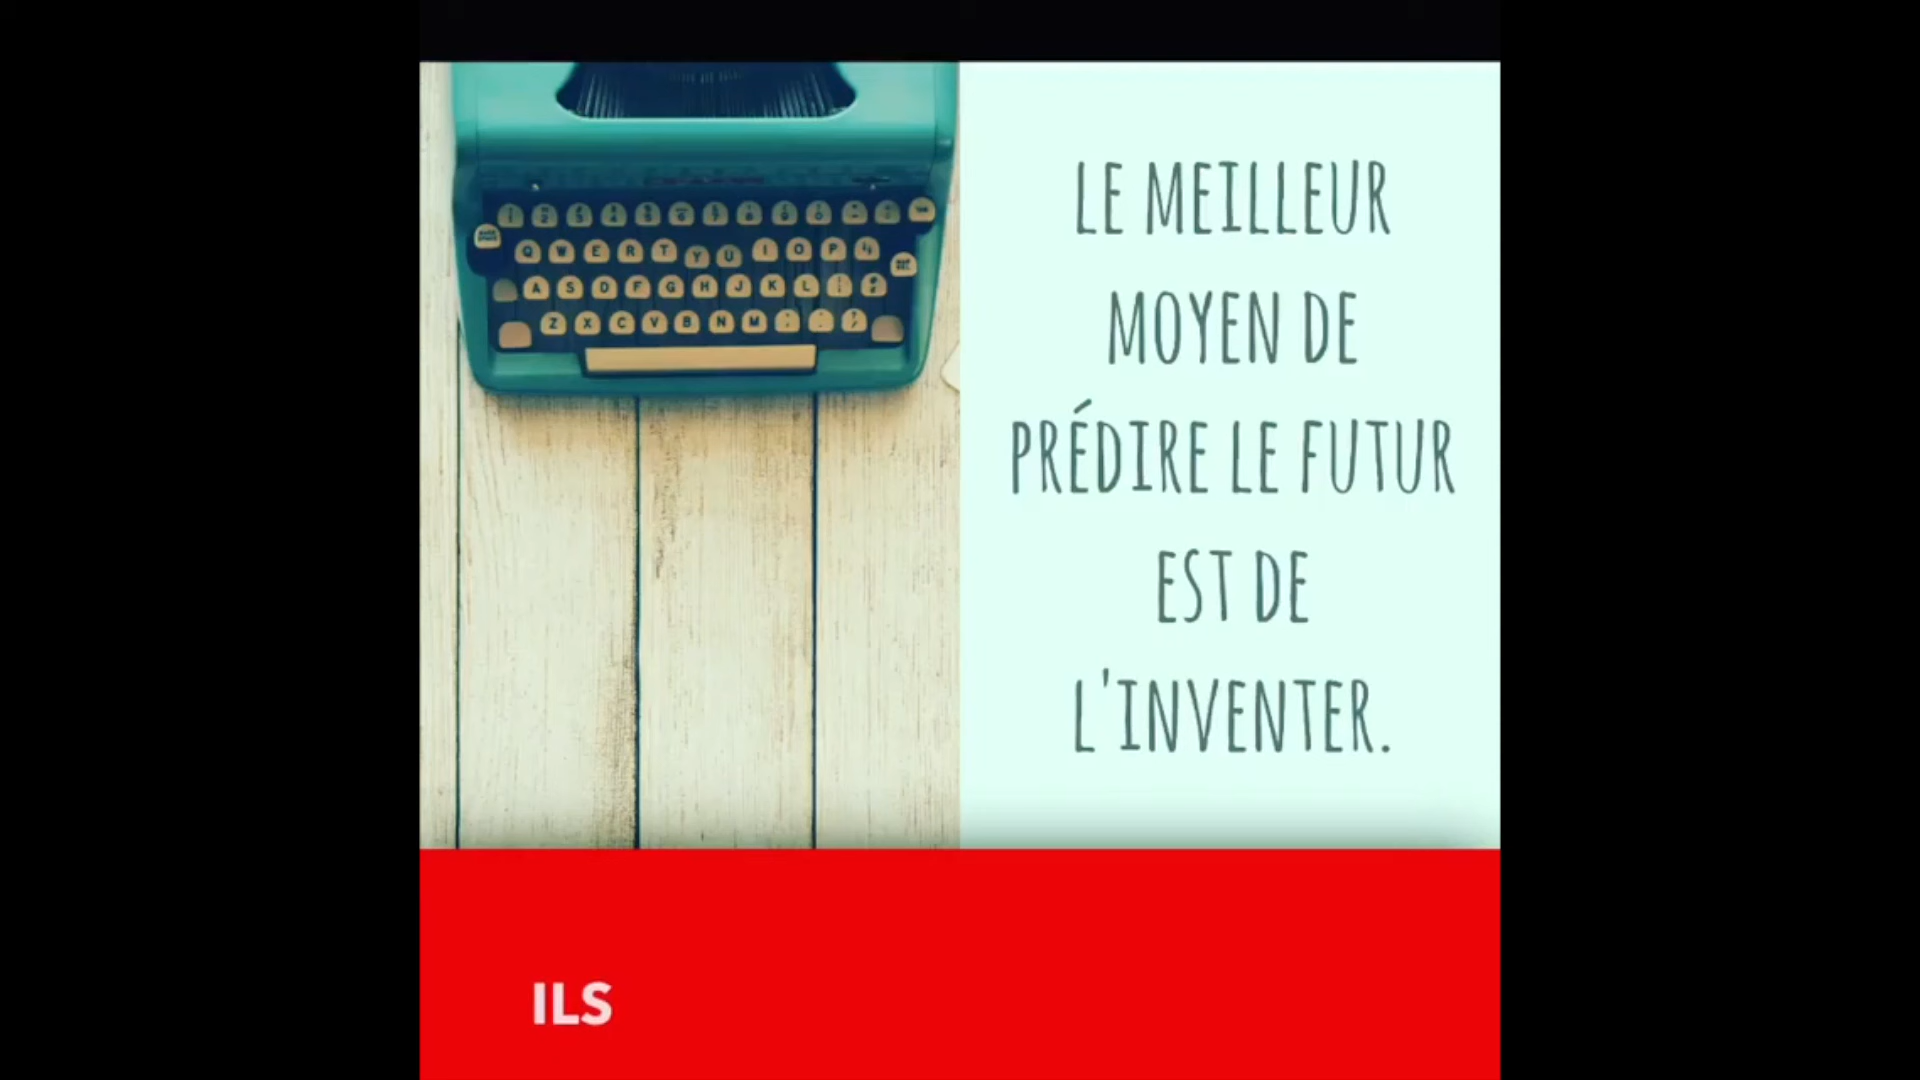 Q W E R T Y U I O P
A S D F G H J K L
Z X C V B N M
LE MEILLEUR
MOYEN DE
PRÉDIRE LE FUTUR
EST DE
L'INVENTER.
ILS